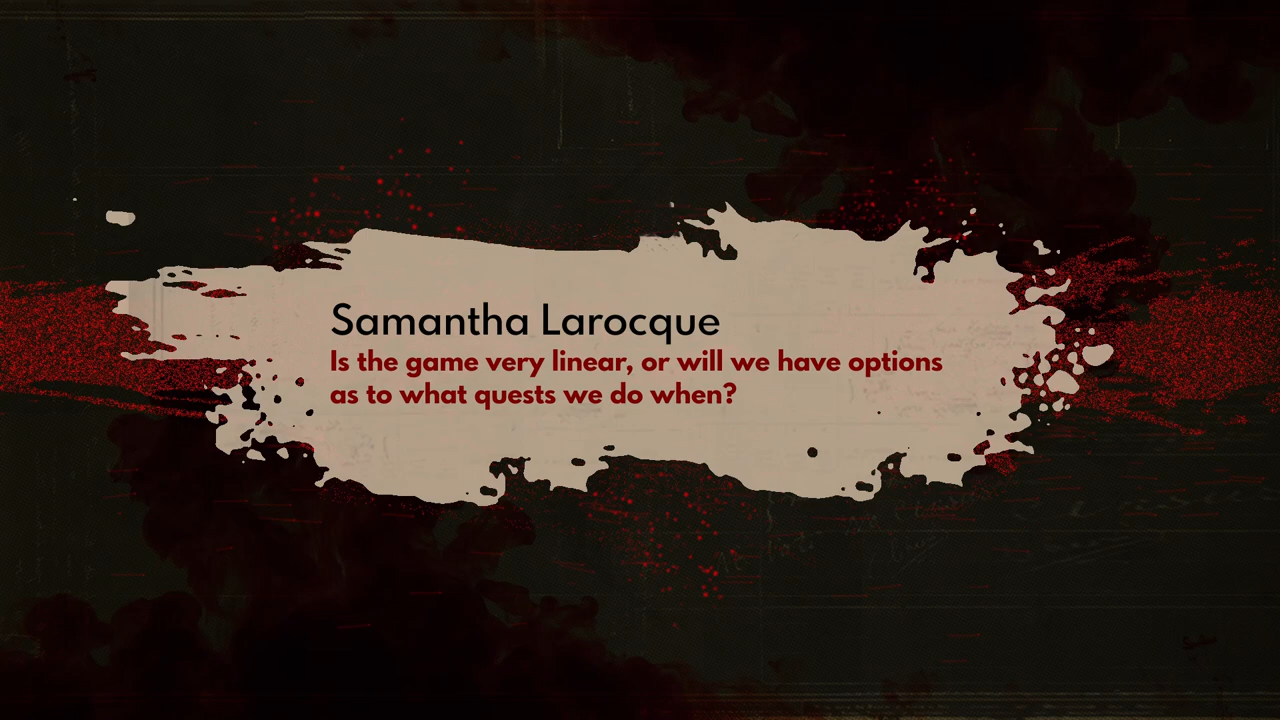 Samantha Larocque
Is the game very linear, or will we have options
as to what quests we do when?